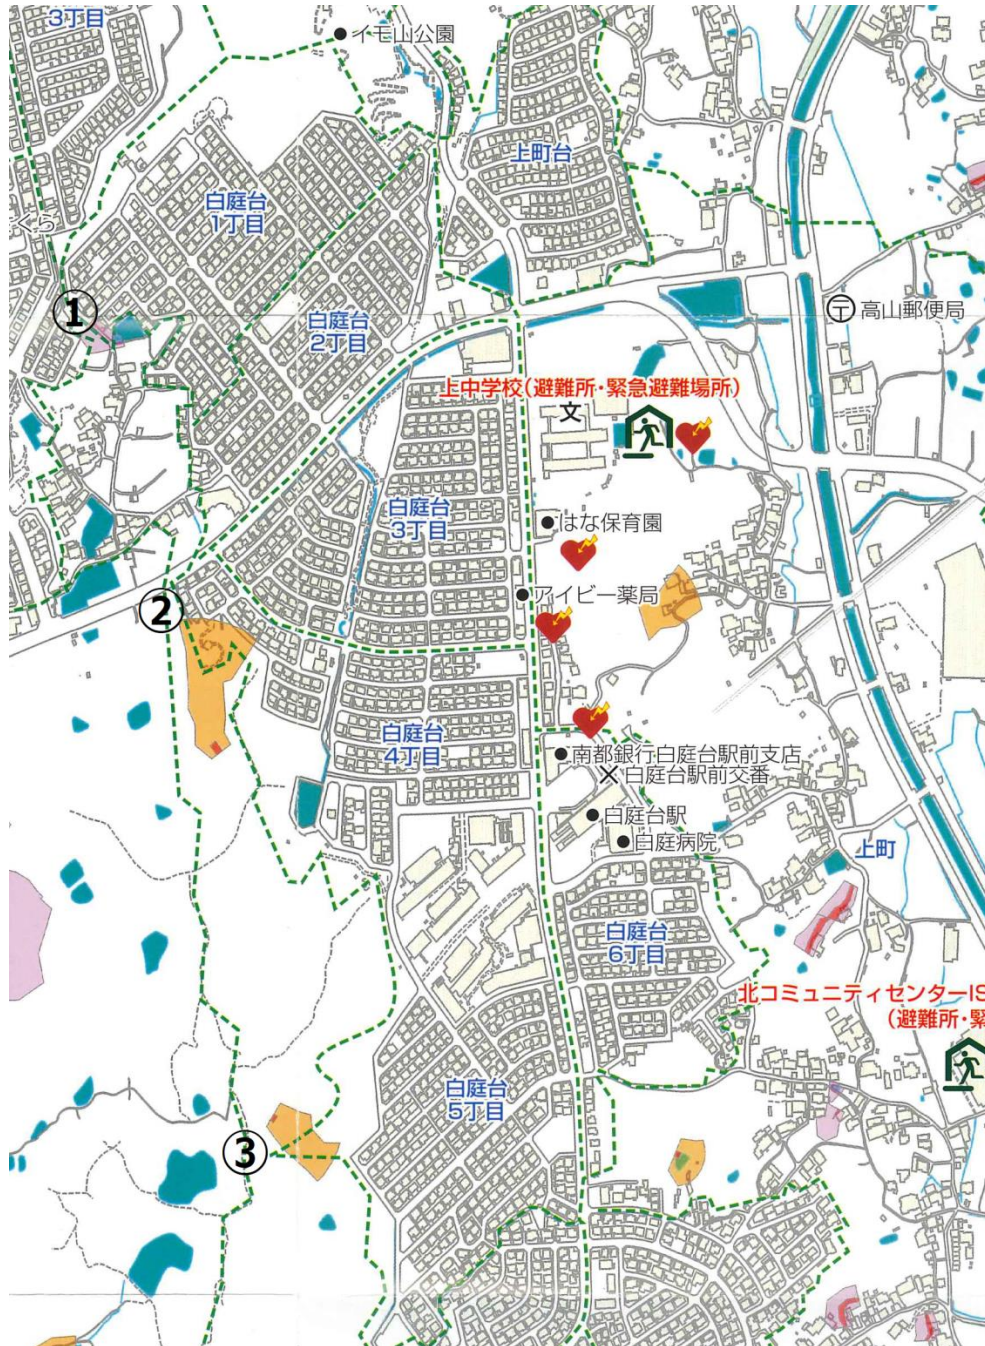 3丁目
イモ山公園
上町台
白庭台
1丁目
くら
①
白庭台
2丁目
高山郵便局
上中学校(避難所・緊急避難場所)
文
白庭台
3丁目
はな保育園
アイビー薬局
②
白庭台
4丁目
南都銀行白庭台駅前支店
白庭台駅前交番
白庭台駅
白庭病院
上町
白庭台
6丁目
北コミュニティセンターIS
(避難所・緊
白庭台
5丁目
③